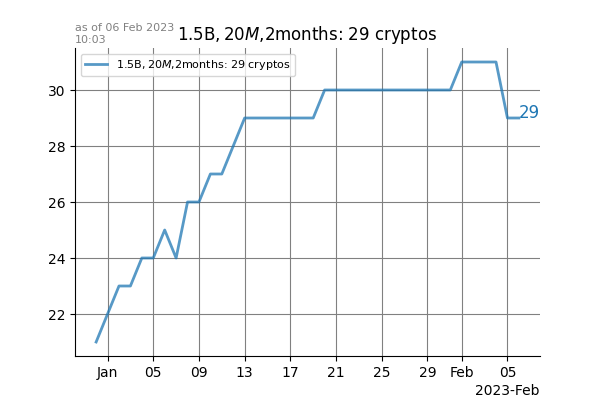 as of 06 Feb 2023
10:03
1.5B, 20M,2months: 29 cryptos
1.5B, 20M,2months: 29 cryptos
30
29
28
26
24
22
Jan 05 09 13 17 21 25 29 Feb 05
2023-Feb